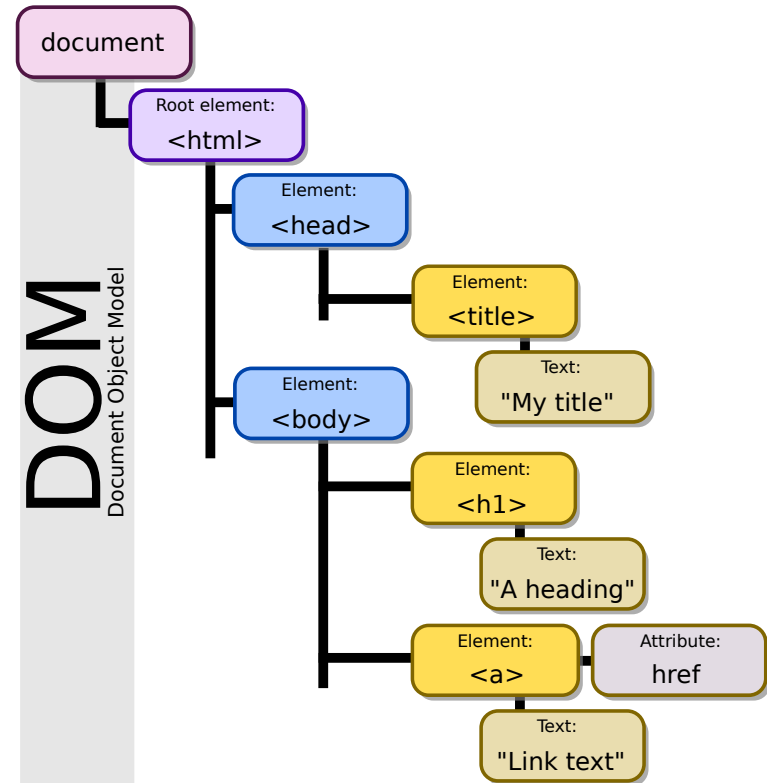 document
Root element:
<html>
Element:
<head>
Element:
<title>
Text:
"My title"
Element:
<body>
Element:
<h1>
Text:
"A heading"
Element:
<a>
Attribute:
href
Text:
"Link text"
DOM
Document Object Model